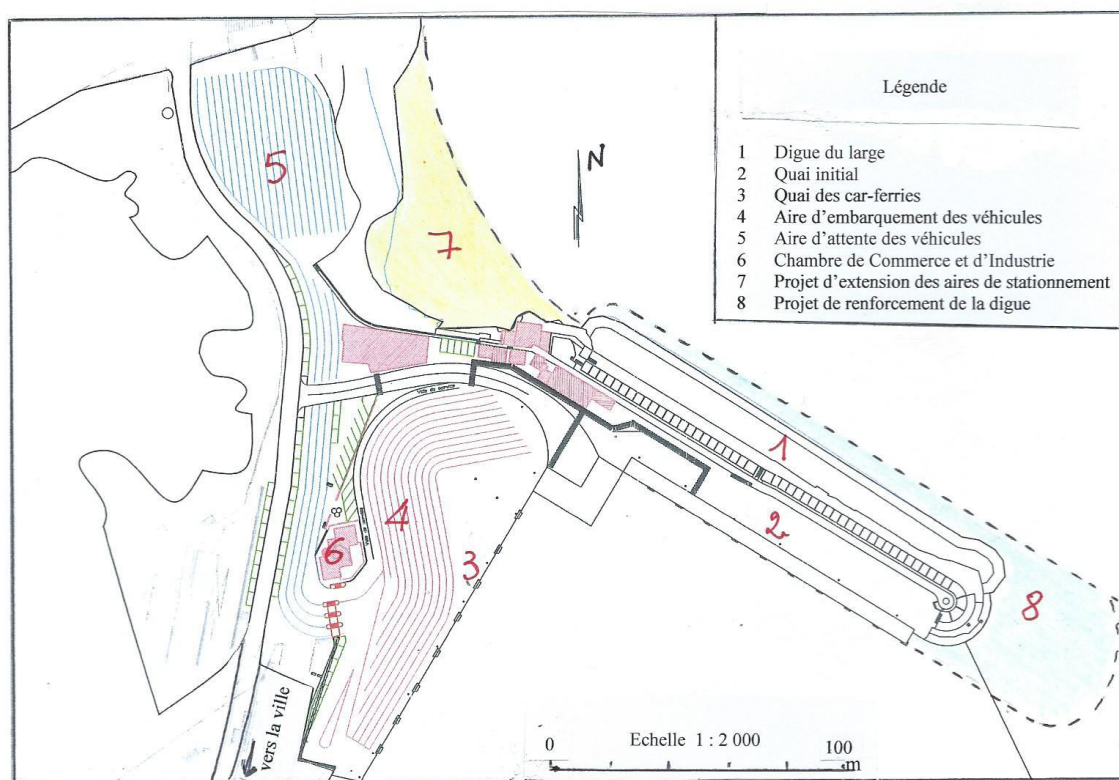 Légende
1 Digue du large
2 Quai initial
3 Quai des car-ferries
4 Aire d'embarquement des véhicules
5 Aire d'attente des véhicules
6 Chambre de Commerce et d'Industrie
7 Projet d'extension des aires de stationnement
8 Projet de renforcement de la digue
5
7
N
1
2
4
3
6
8
vers la ville
Echelle 1 : 2 000
0
100
m